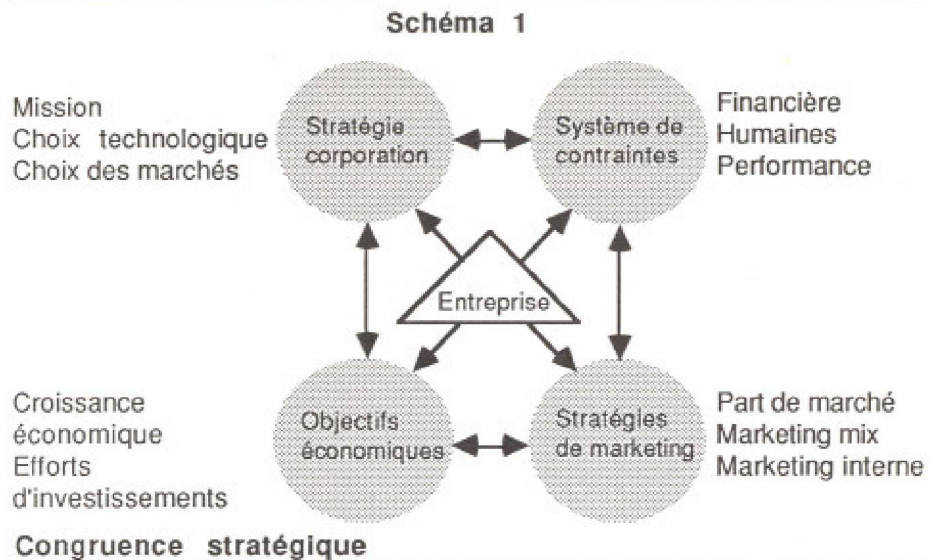 Schéma 1
Mission
Choix technologique
Choix des marchés
Stratégie
corporation
Système de
contraintes
Financière
Humaines
Performance
Entreprise
Croissance
économique
Efforts
d'investissements
Objectifs
économiques
Stratégies
de marketing
Part de marché
Marketing mix
Marketing interne
Congruence stratégique